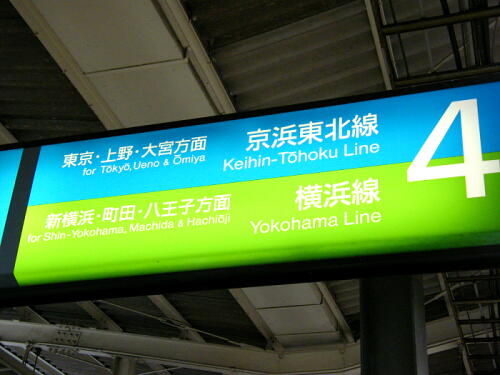 東京・上野・大宮方面
for Tōkyō, Ueno & Ōmiya
京浜東北線
Keihin-Tōhoku Line
新横浜・町田・八王子方面
for Shin-Yokohama, Machida & Hachiōji
横浜線
Yokohama Line
4